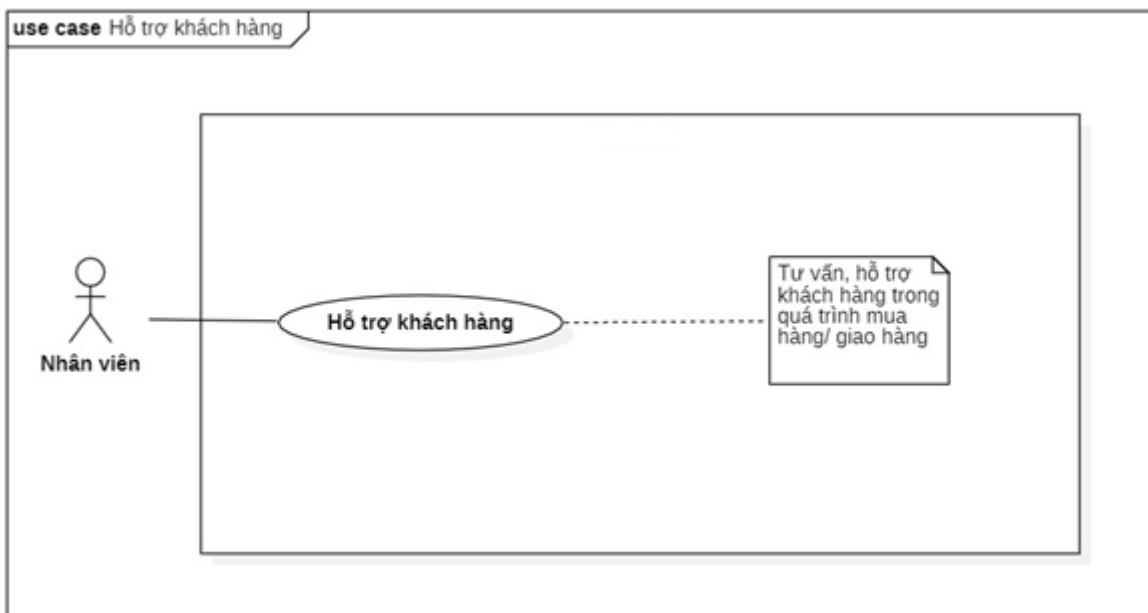 use case Hỗ trợ khách hàng
Nhân viên
Hỗ trợ khách hàng
Tư vấn, hỗ trợ
khách hàng trong
quá trình mua
hàng/ giao hàng